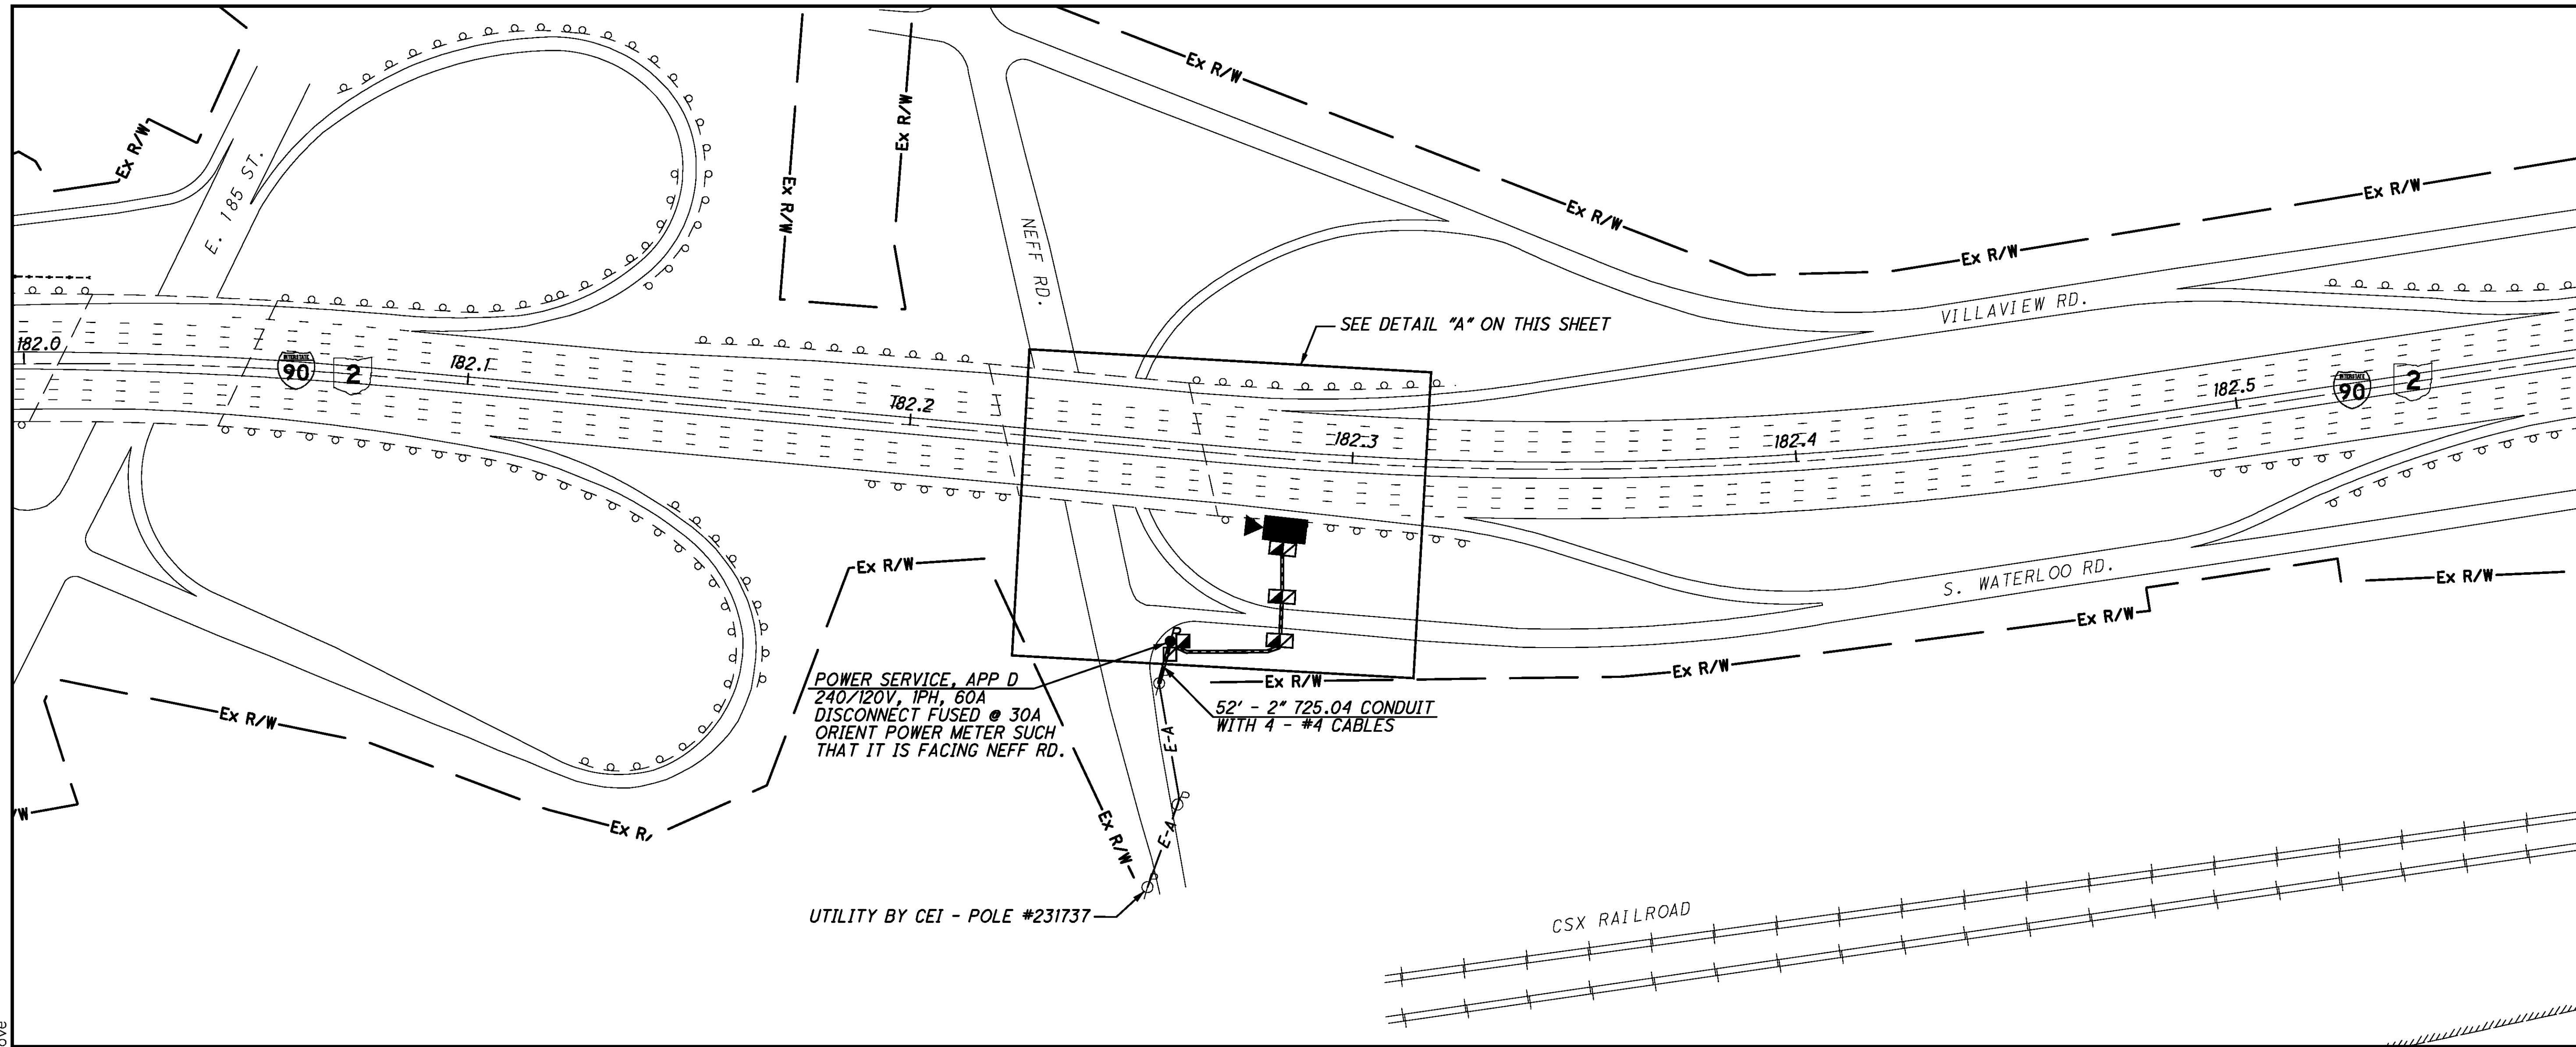 Ex R/W
Ex R/W
Ex R/W
Ex R/W
E. 185 ST.
Ex R/W
NEFF RD.
Ex R/W
Ex R/W
Ex R/W
VILLAVIEW RD.
SEE DETAIL "A" ON THIS SHEET
182.0
INTERSTATE
90
2
182.1
182.2
182.3
182.4
182.5
INTERSTATE
90
2
Ex R/W
S. WATERLOO RD.
Ex R/W
Ex R/W
Ex R/W
Ex R/W
POWER SERVICE, APP D
240/120V, 1PH, 60A
DISCONNECT FUSED @ 30A
ORIENT POWER METER SUCH
THAT IT IS FACING NEFF RD.
P
52' - 2" 725.04 CONDUIT
WITH 4 - #4 CABLES
Ex R/W
E-A
/W
Ex R/
E-A
Ex R/W
UTILITY BY CEI - POLE #231737
CSX RAILROAD